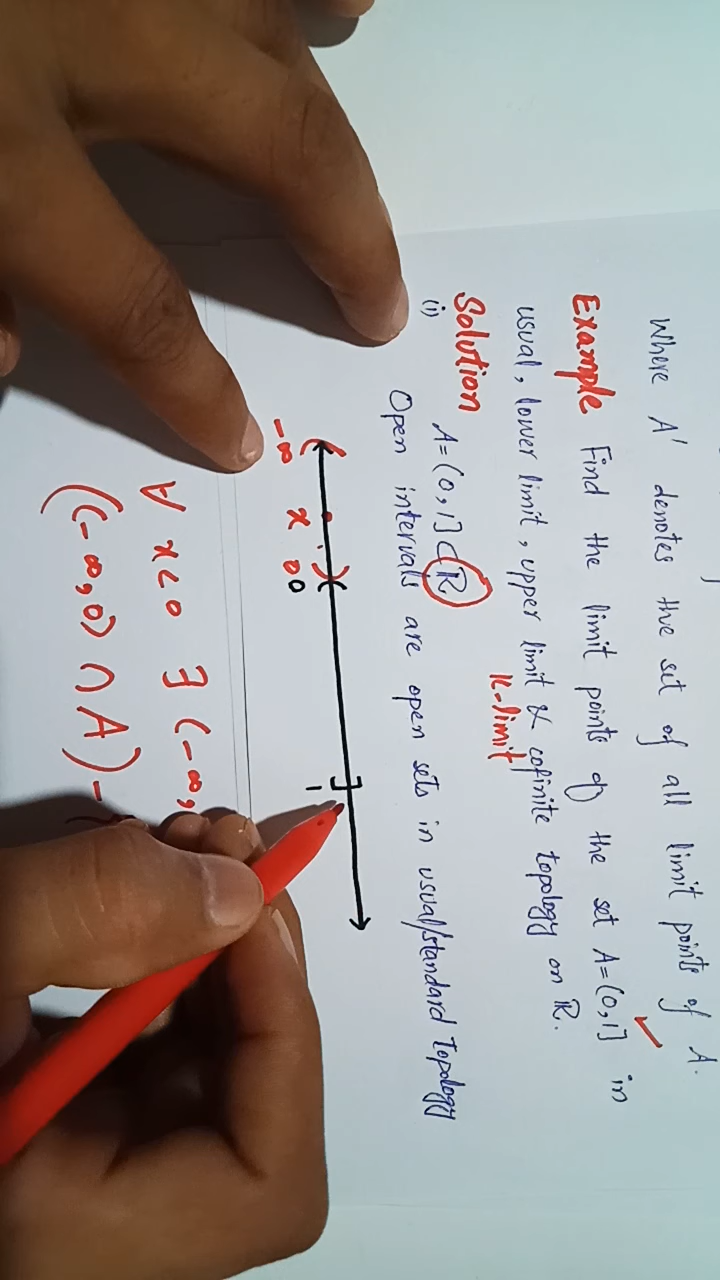 Where A' denotes the set of all limit points of A.
Example Find the limit points of the set A=(0,1] in
usual, lower limit, upper limit & cofinite topology on ℝ.
K-limit
Solution
(i) A=(0,1]⊂ℝ
Open intervals are open sets in usual/standard Topology
-∞ x 0 0 1
∀ x<0 ∃ (-∞,
((-∞,0) ∩ A)-